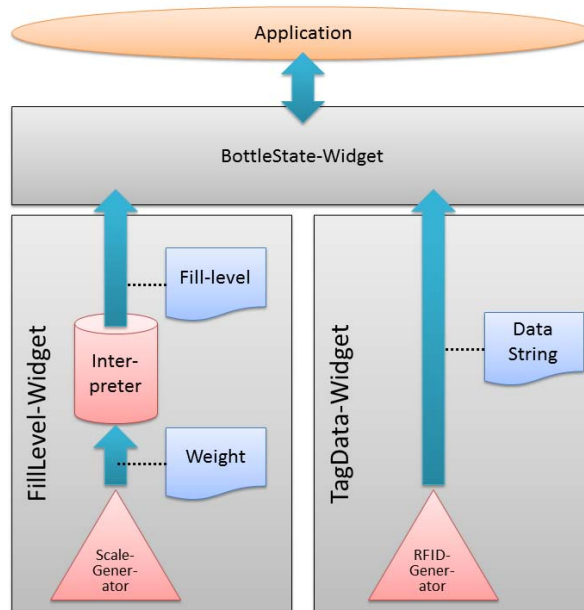 Application
BottleState-Widget
FillLevel-Widget
Fill-level
Inter-
preter
Weight
Scale-
Gener-
ator
TagData-Widget
Data
String
RFID-
Gener-
ator